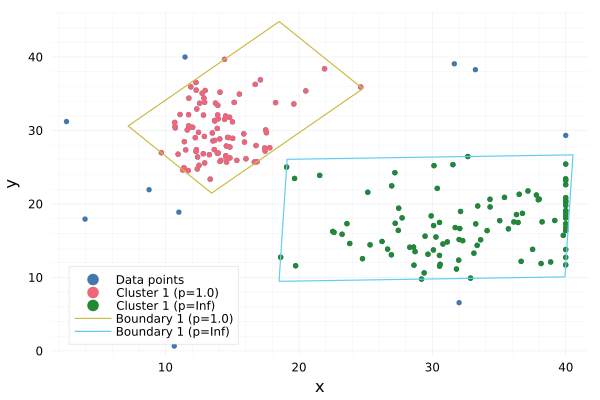 40
30
20
10
0
y
Data points
Cluster 1 (p=1.0)
Cluster 1 (p=Inf)
Boundary 1 (p=1.0)
Boundary 1 (p=Inf)
10
20
30
40
x